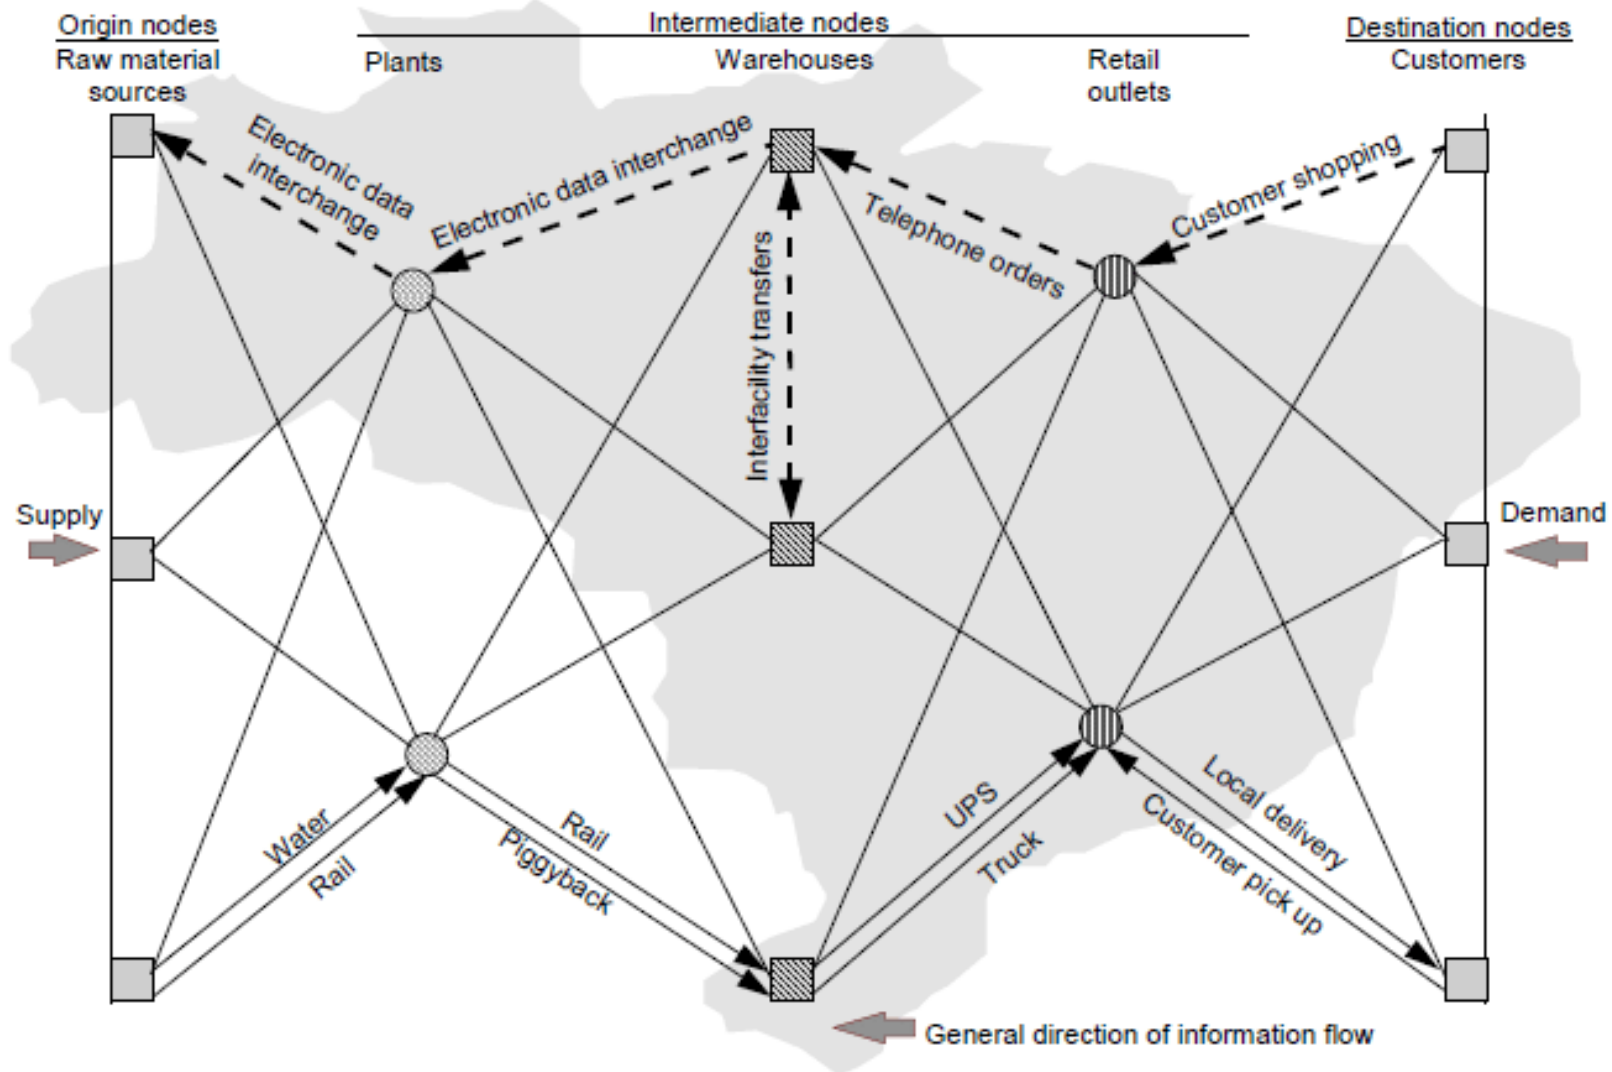 Origin nodes
Intermediate nodes
Destination nodes
Raw material
sources
Plants
Warehouses
Retail
outlets
Customers
Electronic data
interchange
Electronic data interchange
Telephone orders
Customer shopping
Interfacility transfers
Supply
Demand
Water
Rail
Rail
Piggyback
UPS
Truck
Local delivery
Customer pick up
General direction of information flow